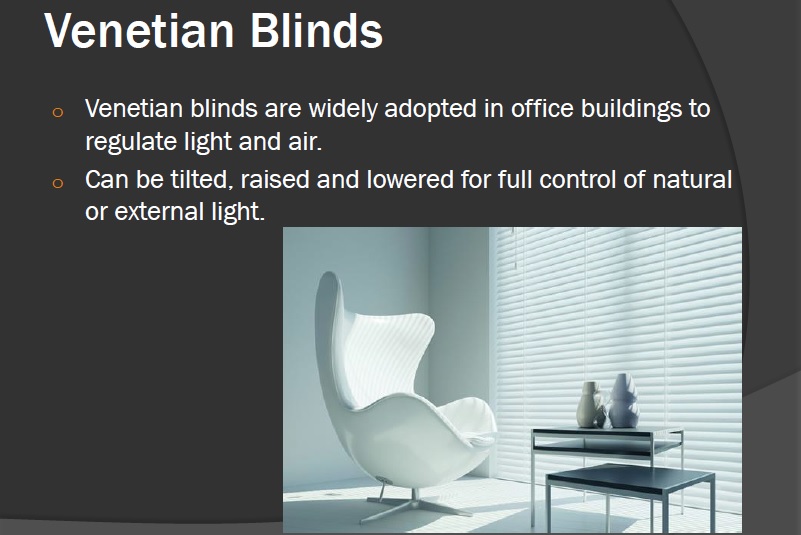 Venetian Blinds
Venetian blinds are widely adopted in office buildings to
regulate light and air.
Can be tilted, raised and lowered for full control of natural
or external light.